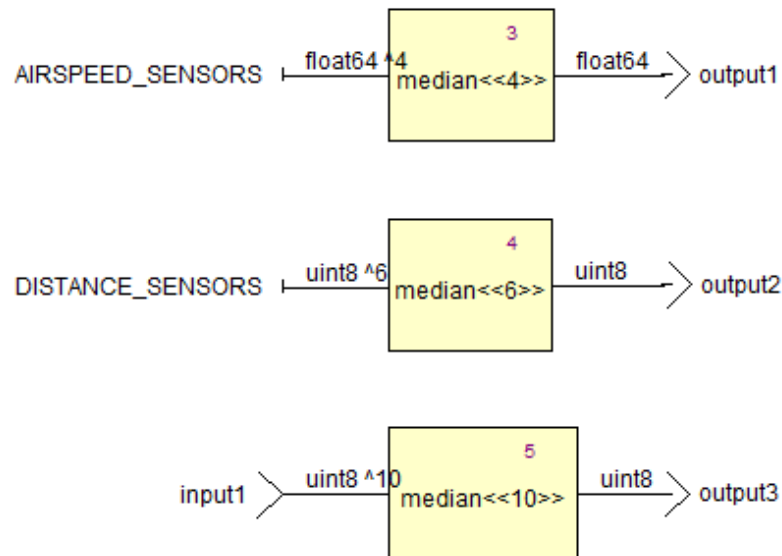 3
float64 ^4
float64
AIRSPEED_SENSORS
median<<4>>
output1
4
uint8 ^6
uint8
DISTANCE_SENSORS
median<<6>>
output2
5
uint8 ^10
uint8
input1
median<<10>>
output3